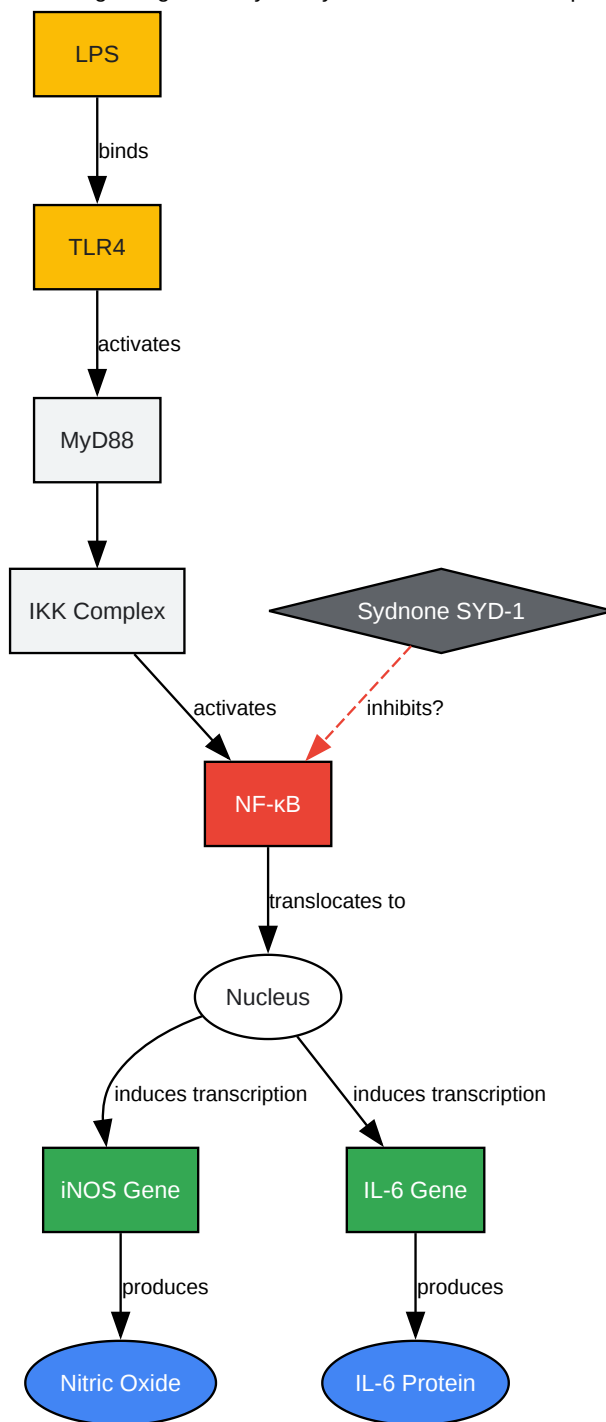 LPS
binds
TLR4
activates
MyD88
IKK Complex
Sydnone SYD-1
activates
inhibits?
NF-κB
translocates to
Nucleus
induces transcription
induces transcription
iNOS Gene
IL-6 Gene
produces
produces
Nitric Oxide
IL-6 Protein